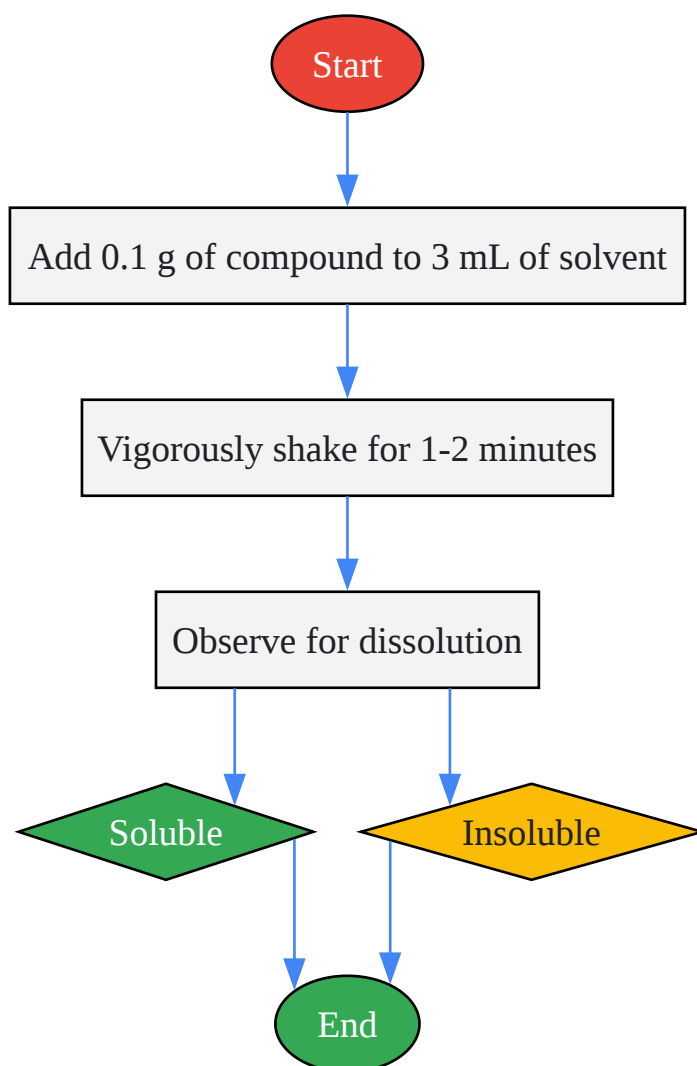 Start
Add 0.1 g of compound to 3 mL of solvent
Vigorously shake for 1-2 minutes
Observe for dissolution
Soluble
Insoluble
End